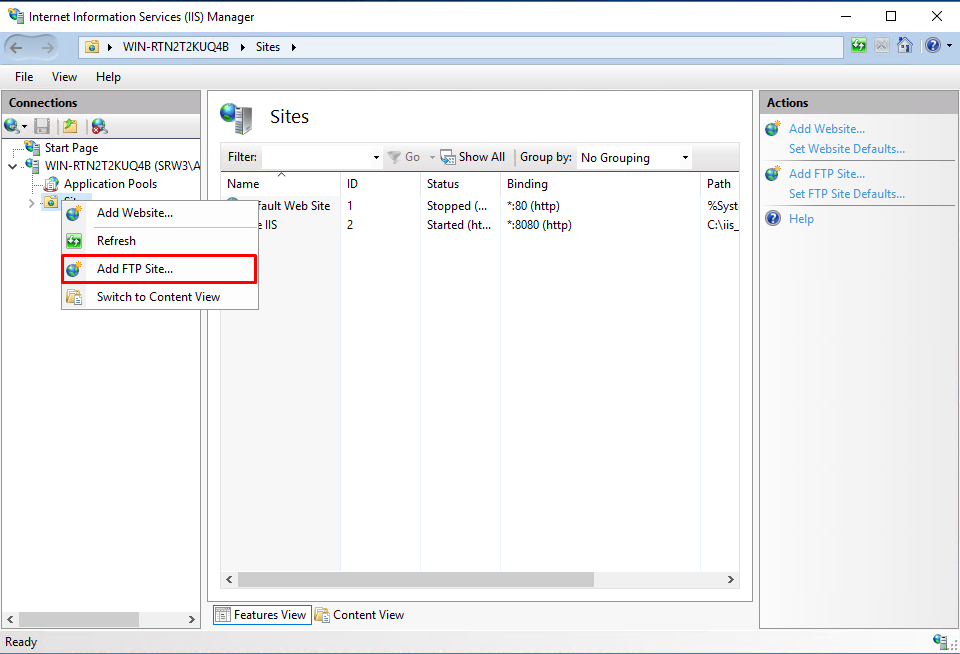 Internet Information Services (IIS) Manager
WIN-RTN2T2KUQ4B Sites
File View Help
Connections
Start Page
WIN-RTN2T2KUQ4B (SRW3\A
Application Pools
Add Website...
Refresh
Add FTP Site...
Switch to Content View
Sites
Filter: Go Show All Group by: No Grouping
Name ID Status Binding Path
fault Web Site 1 Stopped (... *:80 (http) %Syst
e IIS 2 Started (ht... *:8080 (http) C:\iis_
Features View Content View
Actions
Add Website...
Set Website Defaults...
Add FTP Site...
Set FTP Site Defaults...
Help
Ready